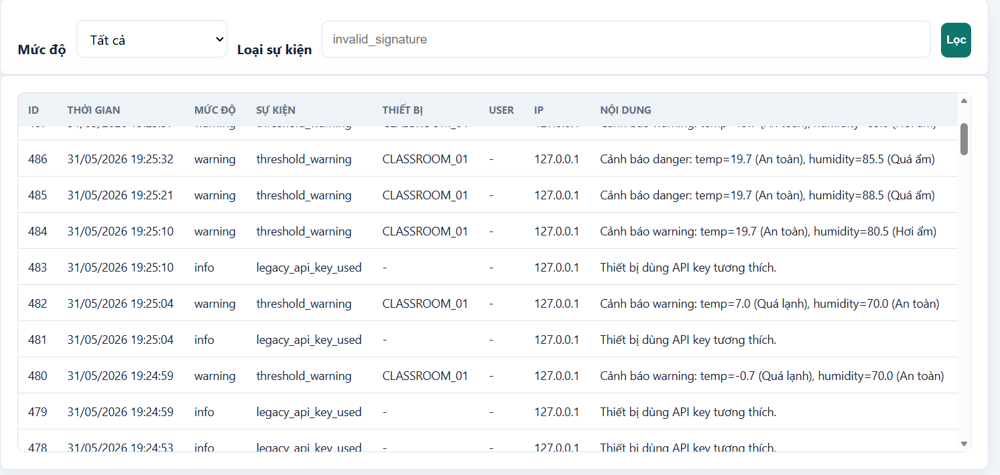 Mức độ Tất cả Loại sự kiện invalid_signature Lọc
ID THỜI GIAN MỨC ĐỘ SỰ KIỆN THIẾT BỊ USER IP NỘI DUNG
486 31/05/2026 19:25:32 warning threshold_warning CLASSROOM_01 - 127.0.0.1 Cảnh báo danger: temp=19.7 (An toàn), humidity=85.5 (Quá ẩm)
485 31/05/2026 19:25:21 warning threshold_warning CLASSROOM_01 - 127.0.0.1 Cảnh báo danger: temp=19.7 (An toàn), humidity=88.5 (Quá ẩm)
484 31/05/2026 19:25:10 warning threshold_warning CLASSROOM_01 - 127.0.0.1 Cảnh báo warning: temp=19.7 (An toàn), humidity=80.5 (Hơi ẩm)
483 31/05/2026 19:25:10 info legacy_api_key_used - - 127.0.0.1 Thiết bị dùng API key tương thích.
482 31/05/2026 19:25:04 warning threshold_warning CLASSROOM_01 - 127.0.0.1 Cảnh báo warning: temp=7.0 (Quá lạnh), humidity=70.0 (An toàn)
481 31/05/2026 19:25:04 info legacy_api_key_used - - 127.0.0.1 Thiết bị dùng API key tương thích.
480 31/05/2026 19:24:59 warning threshold_warning CLASSROOM_01 - 127.0.0.1 Cảnh báo warning: temp=-0.7 (Quá lạnh), humidity=70.0 (An toàn)
479 31/05/2026 19:24:59 info legacy_api_key_used - - 127.0.0.1 Thiết bị dùng API key tương thích.
478 31/05/2026 19:24:53 info legacy_api_key_used - - 127.0.0.1 Thiết bị dùng API key tương thích.